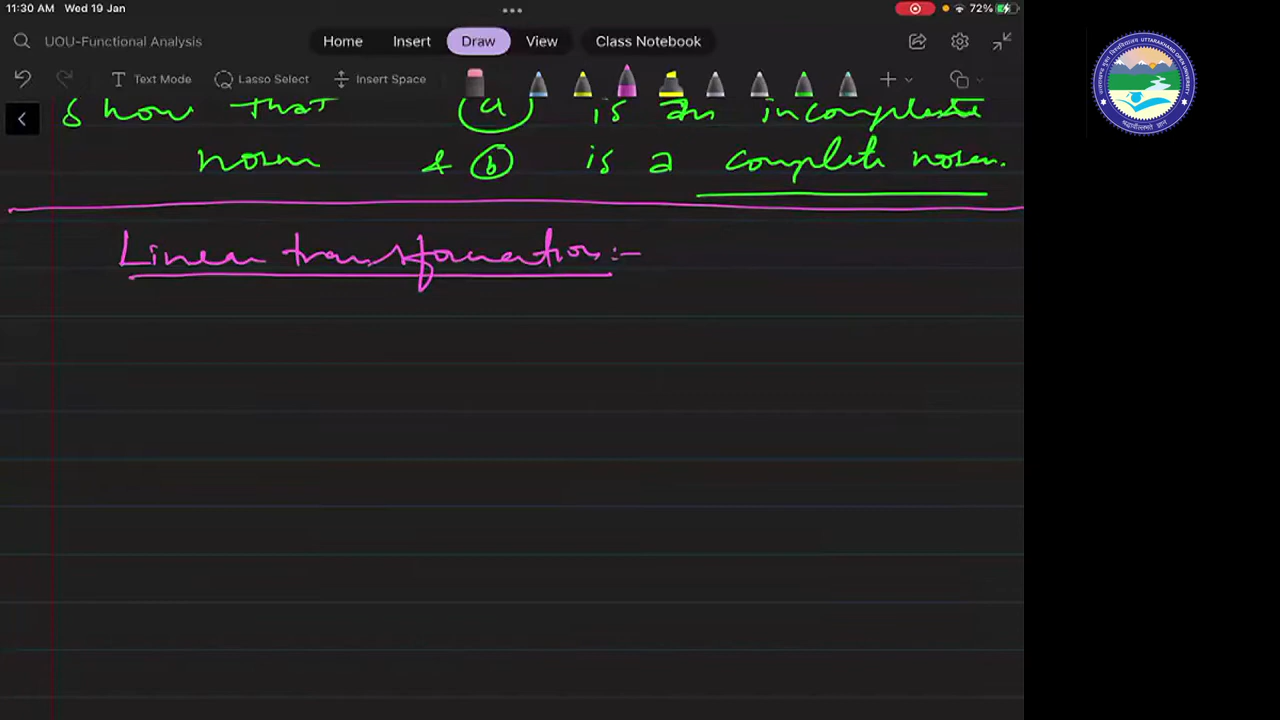 11:30 AM Wed 19 Jan
72%
UOU-Functional Analysis
Home Insert Draw View Class Notebook
Text Mode Lasso Select Insert Space
show that (a) is an incomplete
norm & (b) is a complete norm.
Linear transformation :-